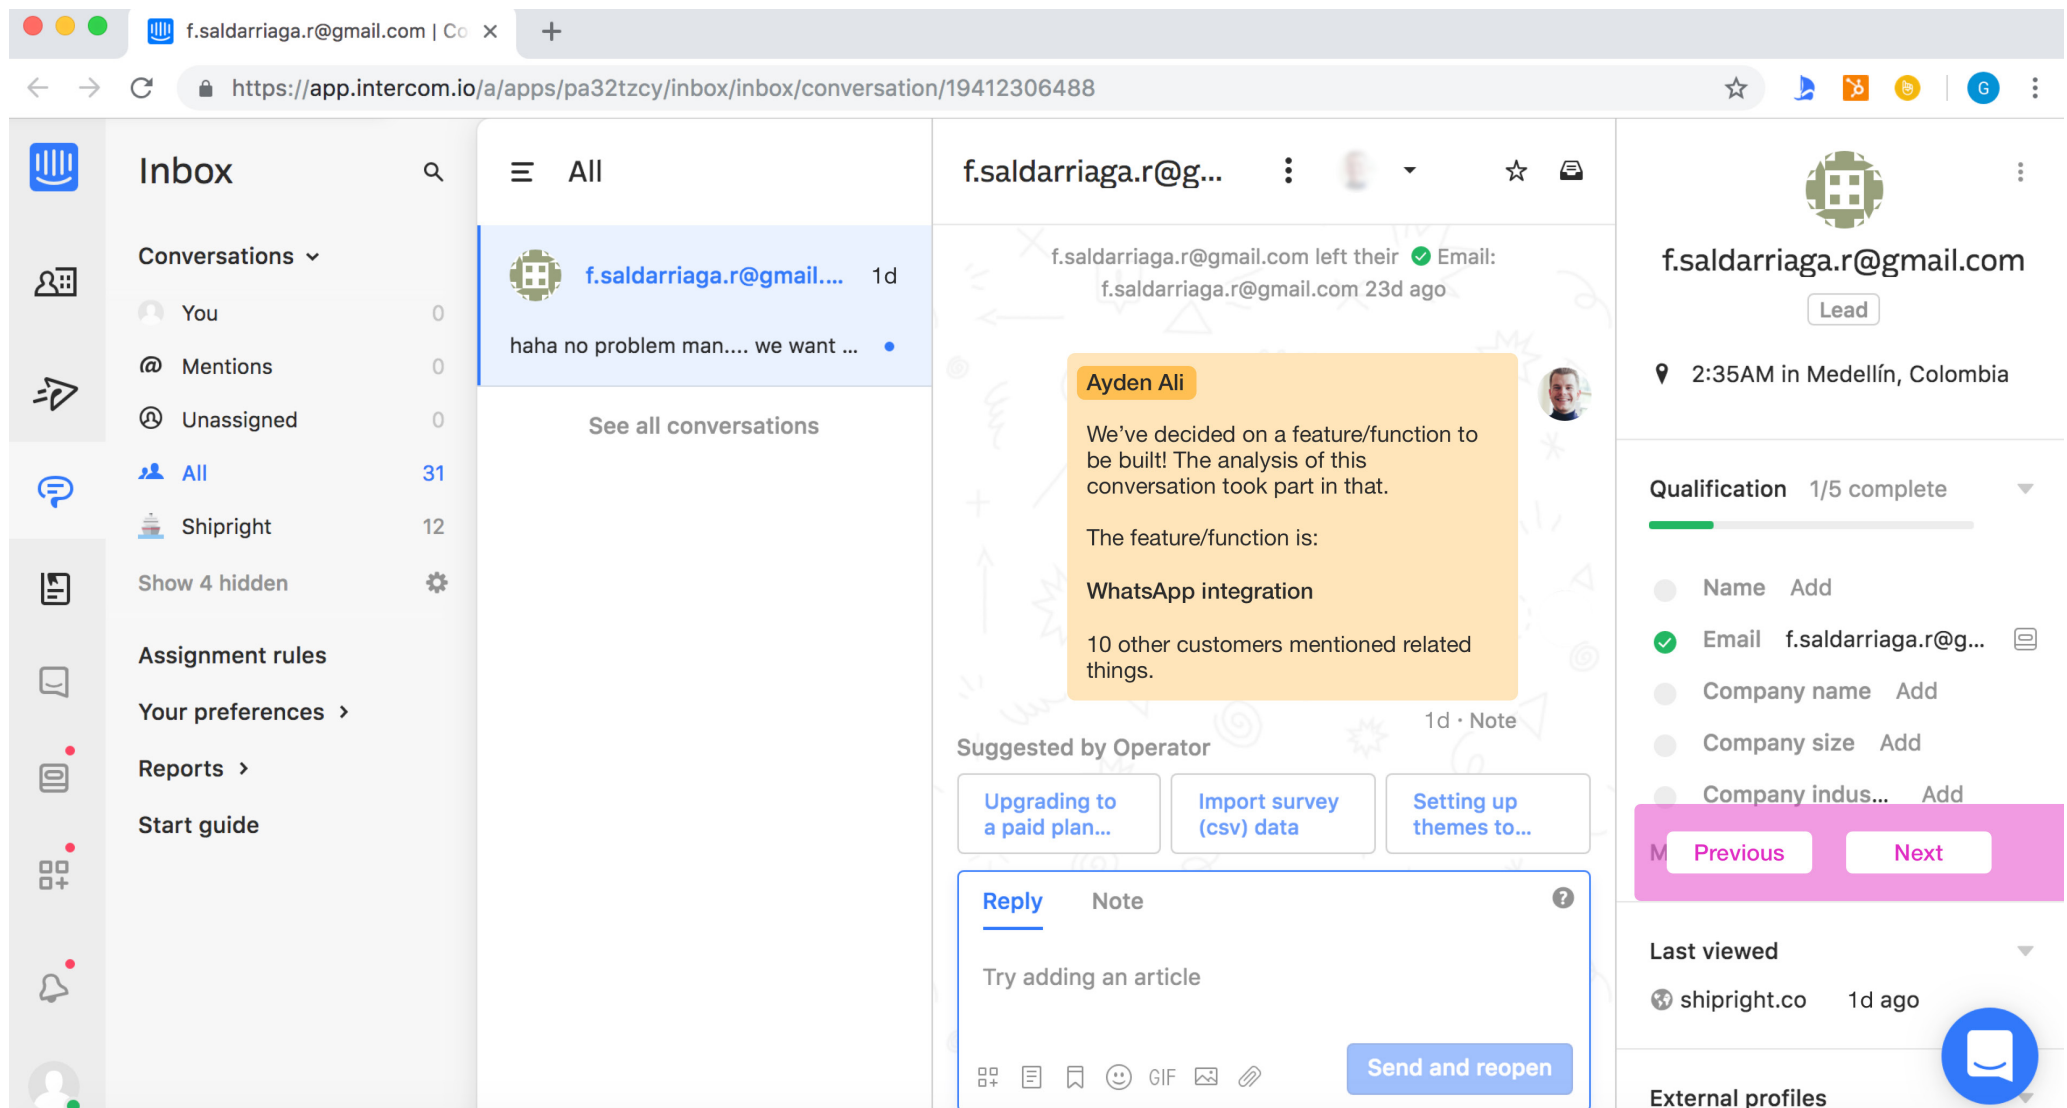 f.saldarriaga.r@gmail.com | Co
https://app.intercom.io/a/apps/pa32tzcy/inbox/inbox/conversation/19412306488
G
Inbox
Conversations
You 0
Mentions 0
Unassigned 0
All 31
Shipright 12
Show 4 hidden
Assignment rules
Your preferences
Reports
Start guide
All
f.saldarriaga.r@gmail.... 1d
haha no problem man.... we want ...
See all conversations
f.saldarriaga.r@g...
f.saldarriaga.r@gmail.com left their Email:
f.saldarriaga.r@gmail.com 23d ago
Ayden Ali
We've decided on a feature/function to
be built! The analysis of this
conversation took part in that.
The feature/function is:
WhatsApp integration
10 other customers mentioned related
things.
1d · Note
Suggested by Operator
Upgrading to
a paid plan...
Import survey
(csv) data
Setting up
themes to...
Reply Note
Try adding an article
GIF
Send and reopen
f.saldarriaga.r@gmail.com
Lead
2:35AM in Medellín, Colombia
Qualification 1/5 complete
Name Add
Email f.saldarriaga.r@g...
Company name Add
Company size Add
Company indus... Add
Previous Next
Last viewed
shipright.co 1d ago
External profiles